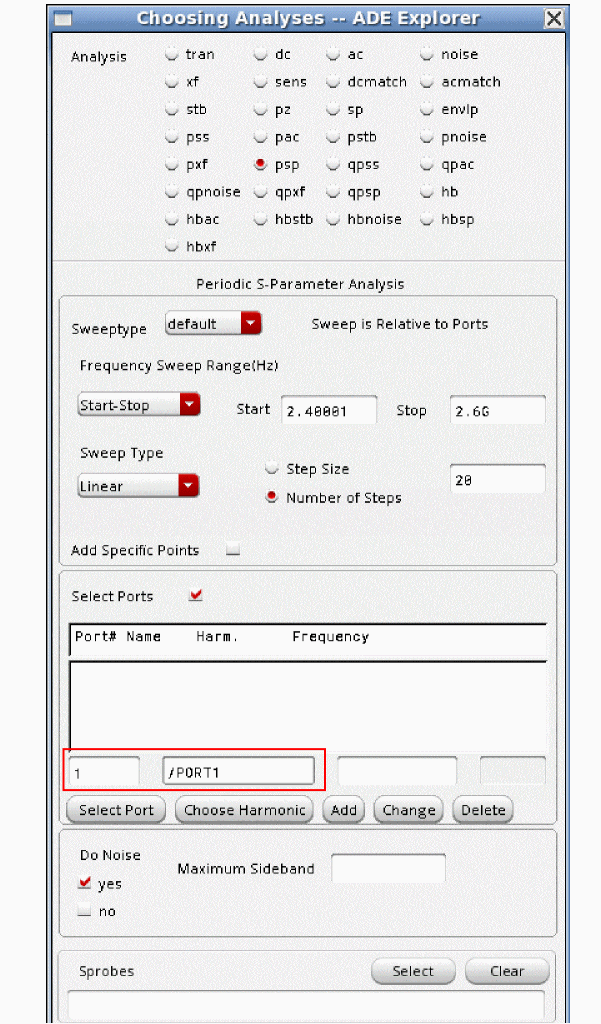 Choosing Analyses -- ADE Explorer
Analysis tran dc ac noise
xf sens dcmatch acmatch
stb pz sp envlp
pss pac pstb pnoise
pxf psp qpss qpac
qpnoise qpxf qpsp hb
hbac hbstb hbnoise hbsp
hbxf
Periodic S-Parameter Analysis
Sweeptype default Sweep is Relative to Ports
Frequency Sweep Range(Hz)
Start-Stop Start 2.40001 Stop 2.6G
Sweep Type
Linear
Step Size
Number of Steps
20
Add Specific Points
Select Ports
Port# Name Harm. Frequency
1 /PORT1
Select Port Choose Harmonic Add Change Delete
Do Noise
Maximum Sideband
yes
no
Sprobes Select Clear